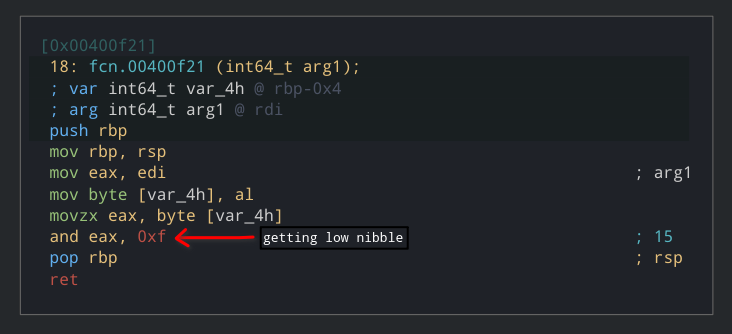 [0x00400f21]
18: fcn.00400f21 (int64_t arg1);
; var int64_t var_4h @ rbp-0x4
; arg int64_t arg1 @ rdi
push rbp
mov rbp, rsp
mov eax, edi ; arg1
mov byte [var_4h], al
movzx eax, byte [var_4h]
and eax, 0xf getting low nibble ; 15
pop rbp ; rsp
ret